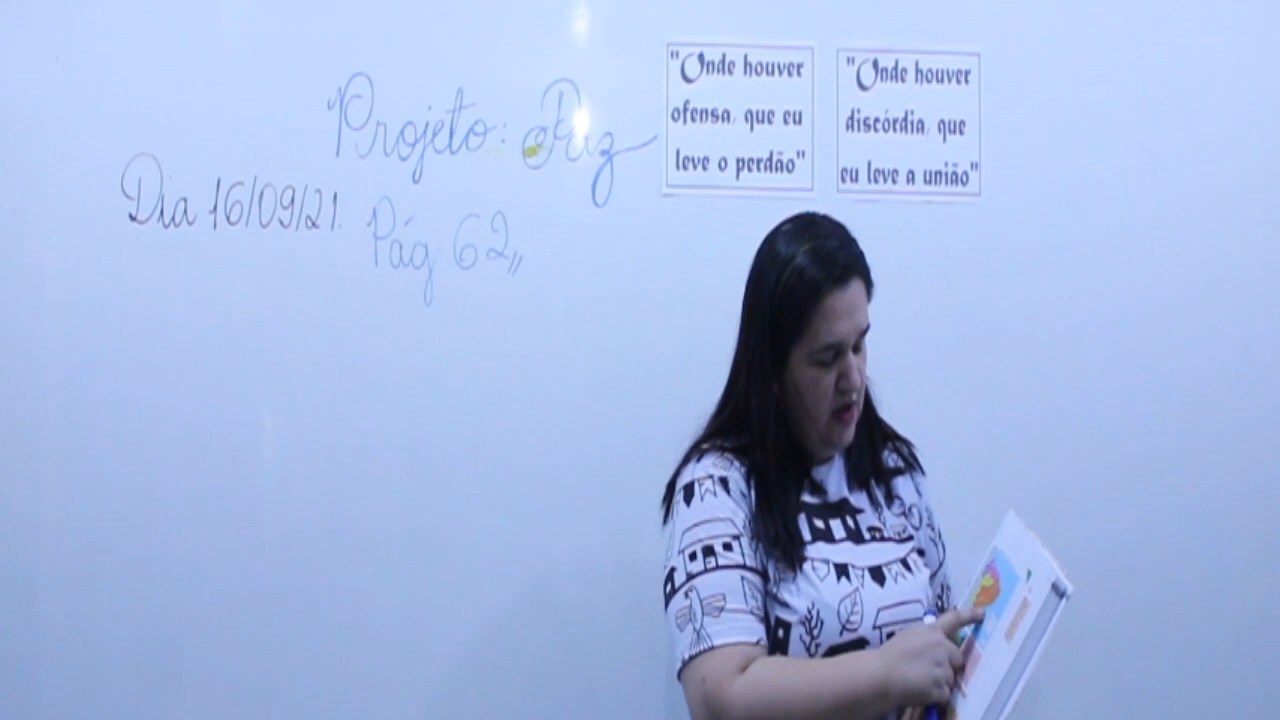 Projeto: Paz
Dia 16/09/21.
Pág 62,,
"Onde houver
ofensa, que eu
leve o perdão"
"Onde houver
discórdia, que
eu leve a união"